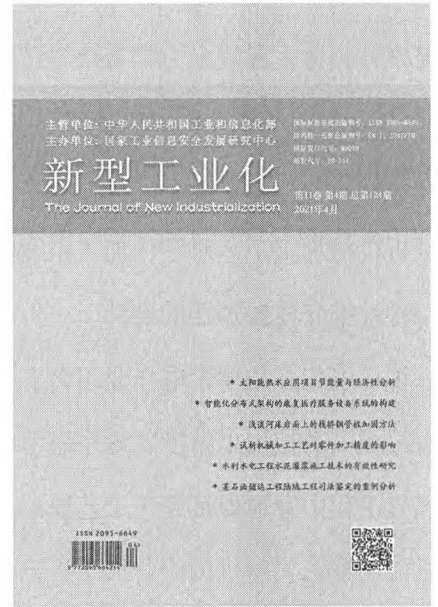 主管单位：中华人民共和国工业和信息化部
主办单位：国家工业信息安全发展研究中心
新型工业化
The Journal of New Industrialization
第11卷 第4期 总第124期
2021年4月
* 太阳能热水应用项目节能量与经济性分析
* 智能化分布式架构的康复医疗服务设备系统的构建
* 浅谈河床岩面上的栈桥钢管桩加固方法
* 试析机械加工工艺对零件加工精度的影响
* 水利水电工程水泥灌浆施工技术的有效性研究
* 某石油储运工程陆域工程司法鉴定的案例分析
ISSN 2095-6649
04